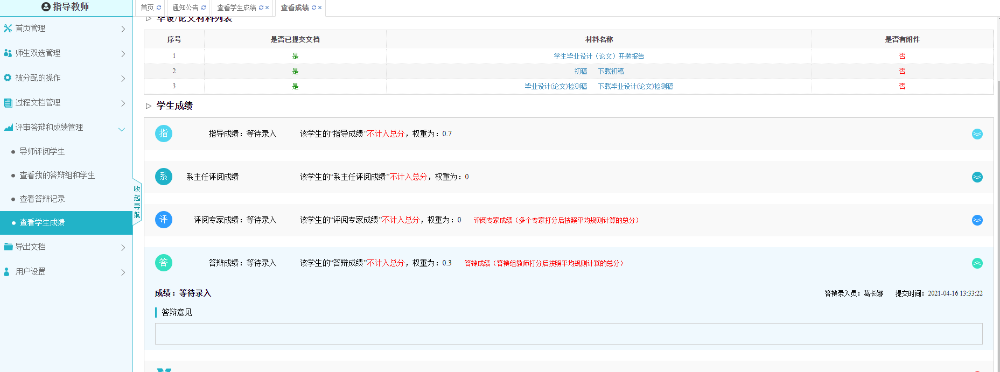 指导教师
首页 通知公告 查看学生成绩 查看成绩
首页管理
师生双选管理
被分配的操作
过程文档管理
评审答辩和成绩管理
导师评阅学生
查看我的答辩组和学生
查看答辩记录
查看学生成绩
导出文档
用户设置
收起导航
毕设/论文材料列表
序号 是否已提交文档 材料名称 是否有附件
1 是 学生毕业设计（论文）开题报告 否
2 是 初稿 下载初稿 否
3 是 毕业设计(论文)检测稿 下载毕业设计(论文)检测稿 否
学生成绩
指 指导成绩：等待录入 该学生的“指导成绩”不计入总分，权重为：0.7
系 系主任评阅成绩 该学生的“系主任评阅成绩”不计入总分，权重为：0
评 评阅专家成绩：等待录入 该学生的“评阅专家成绩”不计入总分，权重为：0 评阅专家成绩（多个专家打分后按照平均规则计算的总分）
答 答辩成绩：等待录入 该学生的“答辩成绩”不计入总分，权重为：0.3 答辩成绩（答辩组教师打分后按照平均规则计算的总分）
成绩：等待录入 答辩录入员：葛长娜 提交时间：2021-04-16 13:33:22
答辩意见